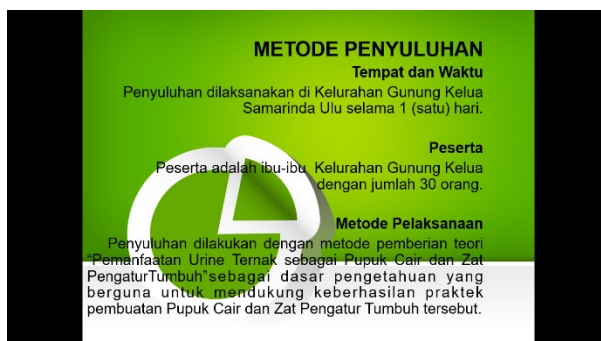 METODE PENYULUHAN
Tempat dan Waktu
Penyuluhan dilaksanakan di Kelurahan Gunung Kelua
Samarinda Ulu selama 1 (satu) hari.
Peserta
Peserta adalah ibu-ibu Kelurahan Gunung Kelua
dengan jumlah 30 orang.
Metode Pelaksanaan
Penyuluhan dilakukan dengan metode pemberian teori
“Pemanfaatan Urine Ternak sebagai Pupuk Cair dan Zat
PengaturTumbuh”sebagai dasar pengetahuan yang
berguna untuk mendukung keberhasilan praktek
pembuatan Pupuk Cair dan Zat Pengatur Tumbuh tersebut.